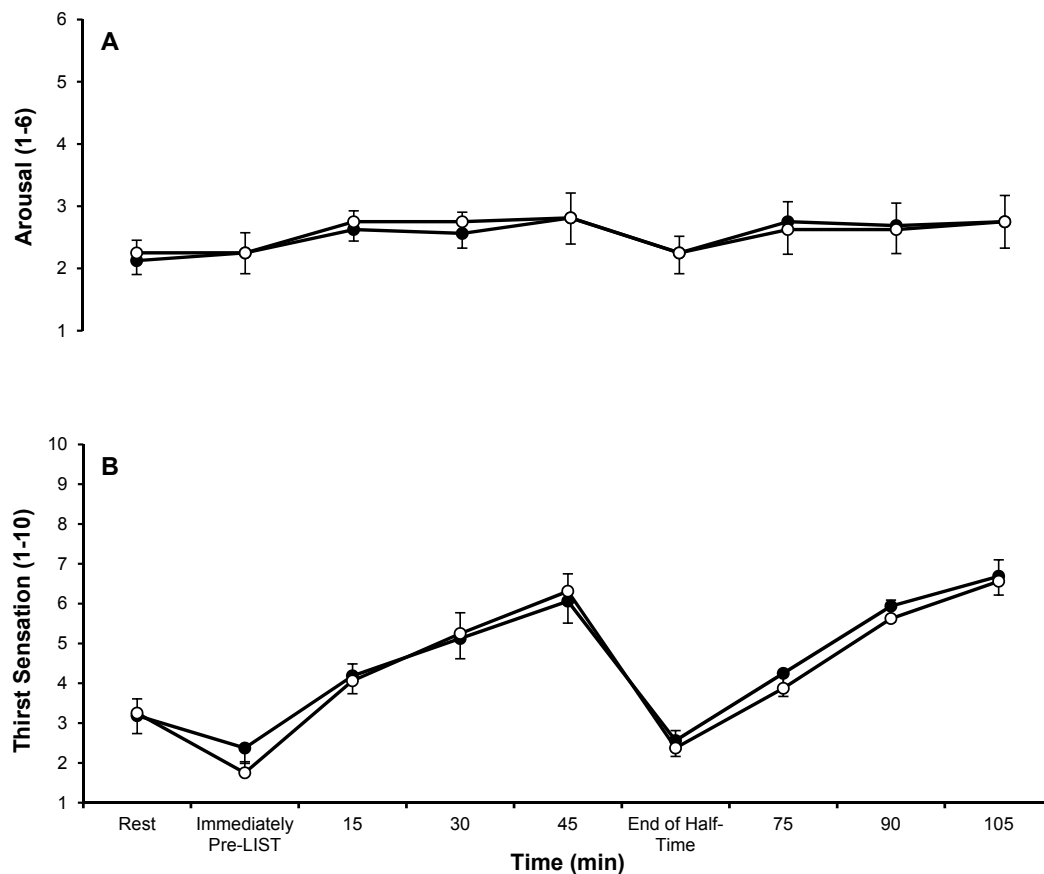 A
Arousal (1-6)
6
5
4
3
2
1
B
Thirst Sensation (1-10)
10
9
8
7
6
5
4
3
2
1
Rest Immediately Pre-LIST 15 30 45 End of Half-Time 75 90 105
Time (min)